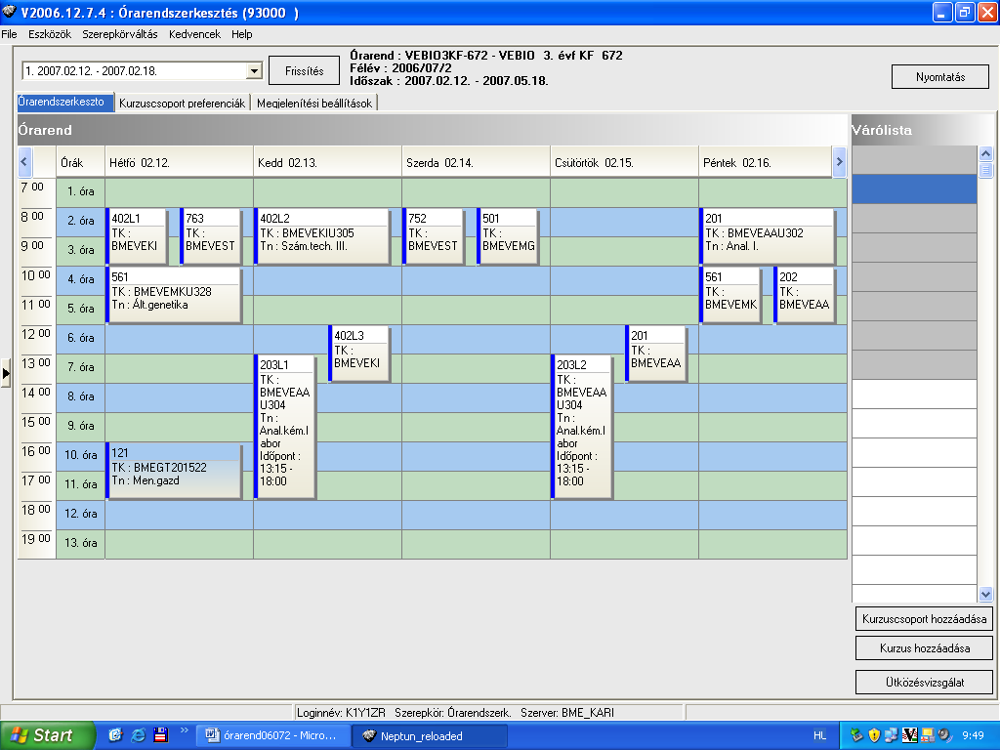 V2006.12.7.4 : Órarendszerkesztés (93000 )
File Eszközök Szerepkörváltás Kedvencek Help
1. 2007.02.12. - 2007.02.18.
Frissítés
Órarend : VEBIO3KF-672 - VEBIO 3. évf KF 672
Félév : 2006/07/2
Időszak : 2007.02.12. - 2007.05.18.
Nyomtatás
Órarendszerkeszto Kurzuscsoport preferenciák Megjelenítési beállítások
Órarend
Várólista
Órák Hétfő 02.12. Kedd 02.13. Szerda 02.14. Csütörtök 02.15. Péntek 02.16.
7 00 1. óra
8 00 2. óra
9 00 3. óra
10 00 4. óra
11 00 5. óra
12 00 6. óra
13 00 7. óra
14 00 8. óra
15 00 9. óra
16 00 10. óra
17 00 11. óra
18 00 12. óra
19 00 13. óra
402L1
TK :
BMEVEKI
763
TK :
BMEVEST
561
TK : BMEVEMKU328
Tn : Ált.genetika
121
TK : BMEGT201522
Tn : Men.gazd
402L2
TK : BMEVEKIU305
Tn : Szám.tech. III.
402L3
TK :
BMEVEKI
203L1
TK :
BMEVEAA
U304
Tn :
Anal.kém.l
abor
Időpont :
13:15 -
18:00
752
TK :
BMEVEST
501
TK :
BMEVEMG
201
TK :
BMEVEAA
203L2
TK :
BMEVEAA
U304
Tn :
Anal.kém.l
abor
Időpont :
13:15 -
18:00
201
TK : BMEVEAAU302
Tn : Anal. I.
561
TK :
BMEVEMK
202
TK :
BMEVEAA
Kurzuscsoport hozzáadása
Kurzus hozzáadása
Ütközésvizsgálat
Loginnév: K1Y1ZR Szerepkör: Órarendszerk. Szerver: BME_KARI
Start
órarend06072 - Micro...
Neptun_reloaded
HL
9:49